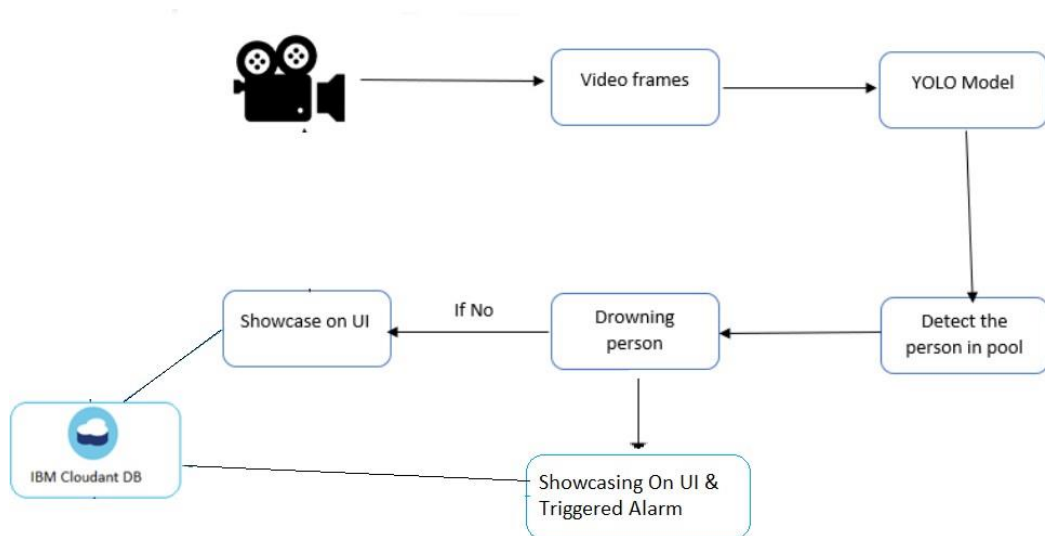 Video frames
YOLO Model
Detect the
person in pool
Drowning
person
If No
Showcase on UI
IBM Cloudant DB
Showcasing On UI &
Triggered Alarm